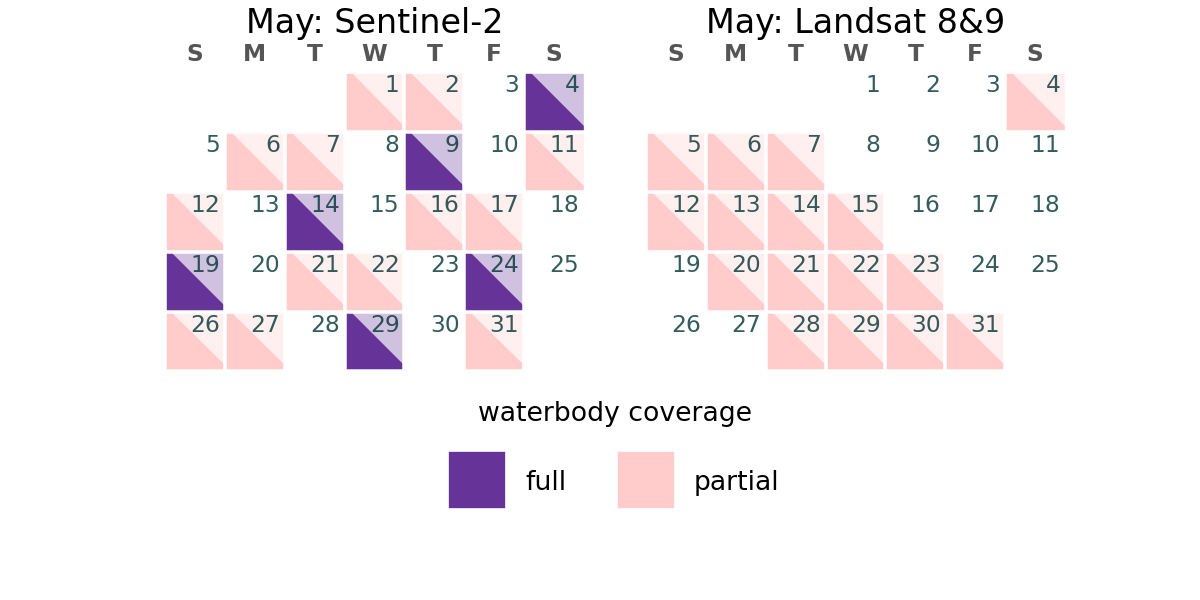 May: Sentinel-2
S M T W T F S
1 2 3 4
5 6 7 8 9 10 11
12 13 14 15 16 17 18
19 20 21 22 23 24 25
26 27 28 29 30 31
May: Landsat 8&9
S M T W T F S
1 2 3 4
5 6 7 8 9 10 11
12 13 14 15 16 17 18
19 20 21 22 23 24 25
26 27 28 29 30 31
waterbody coverage
full partial